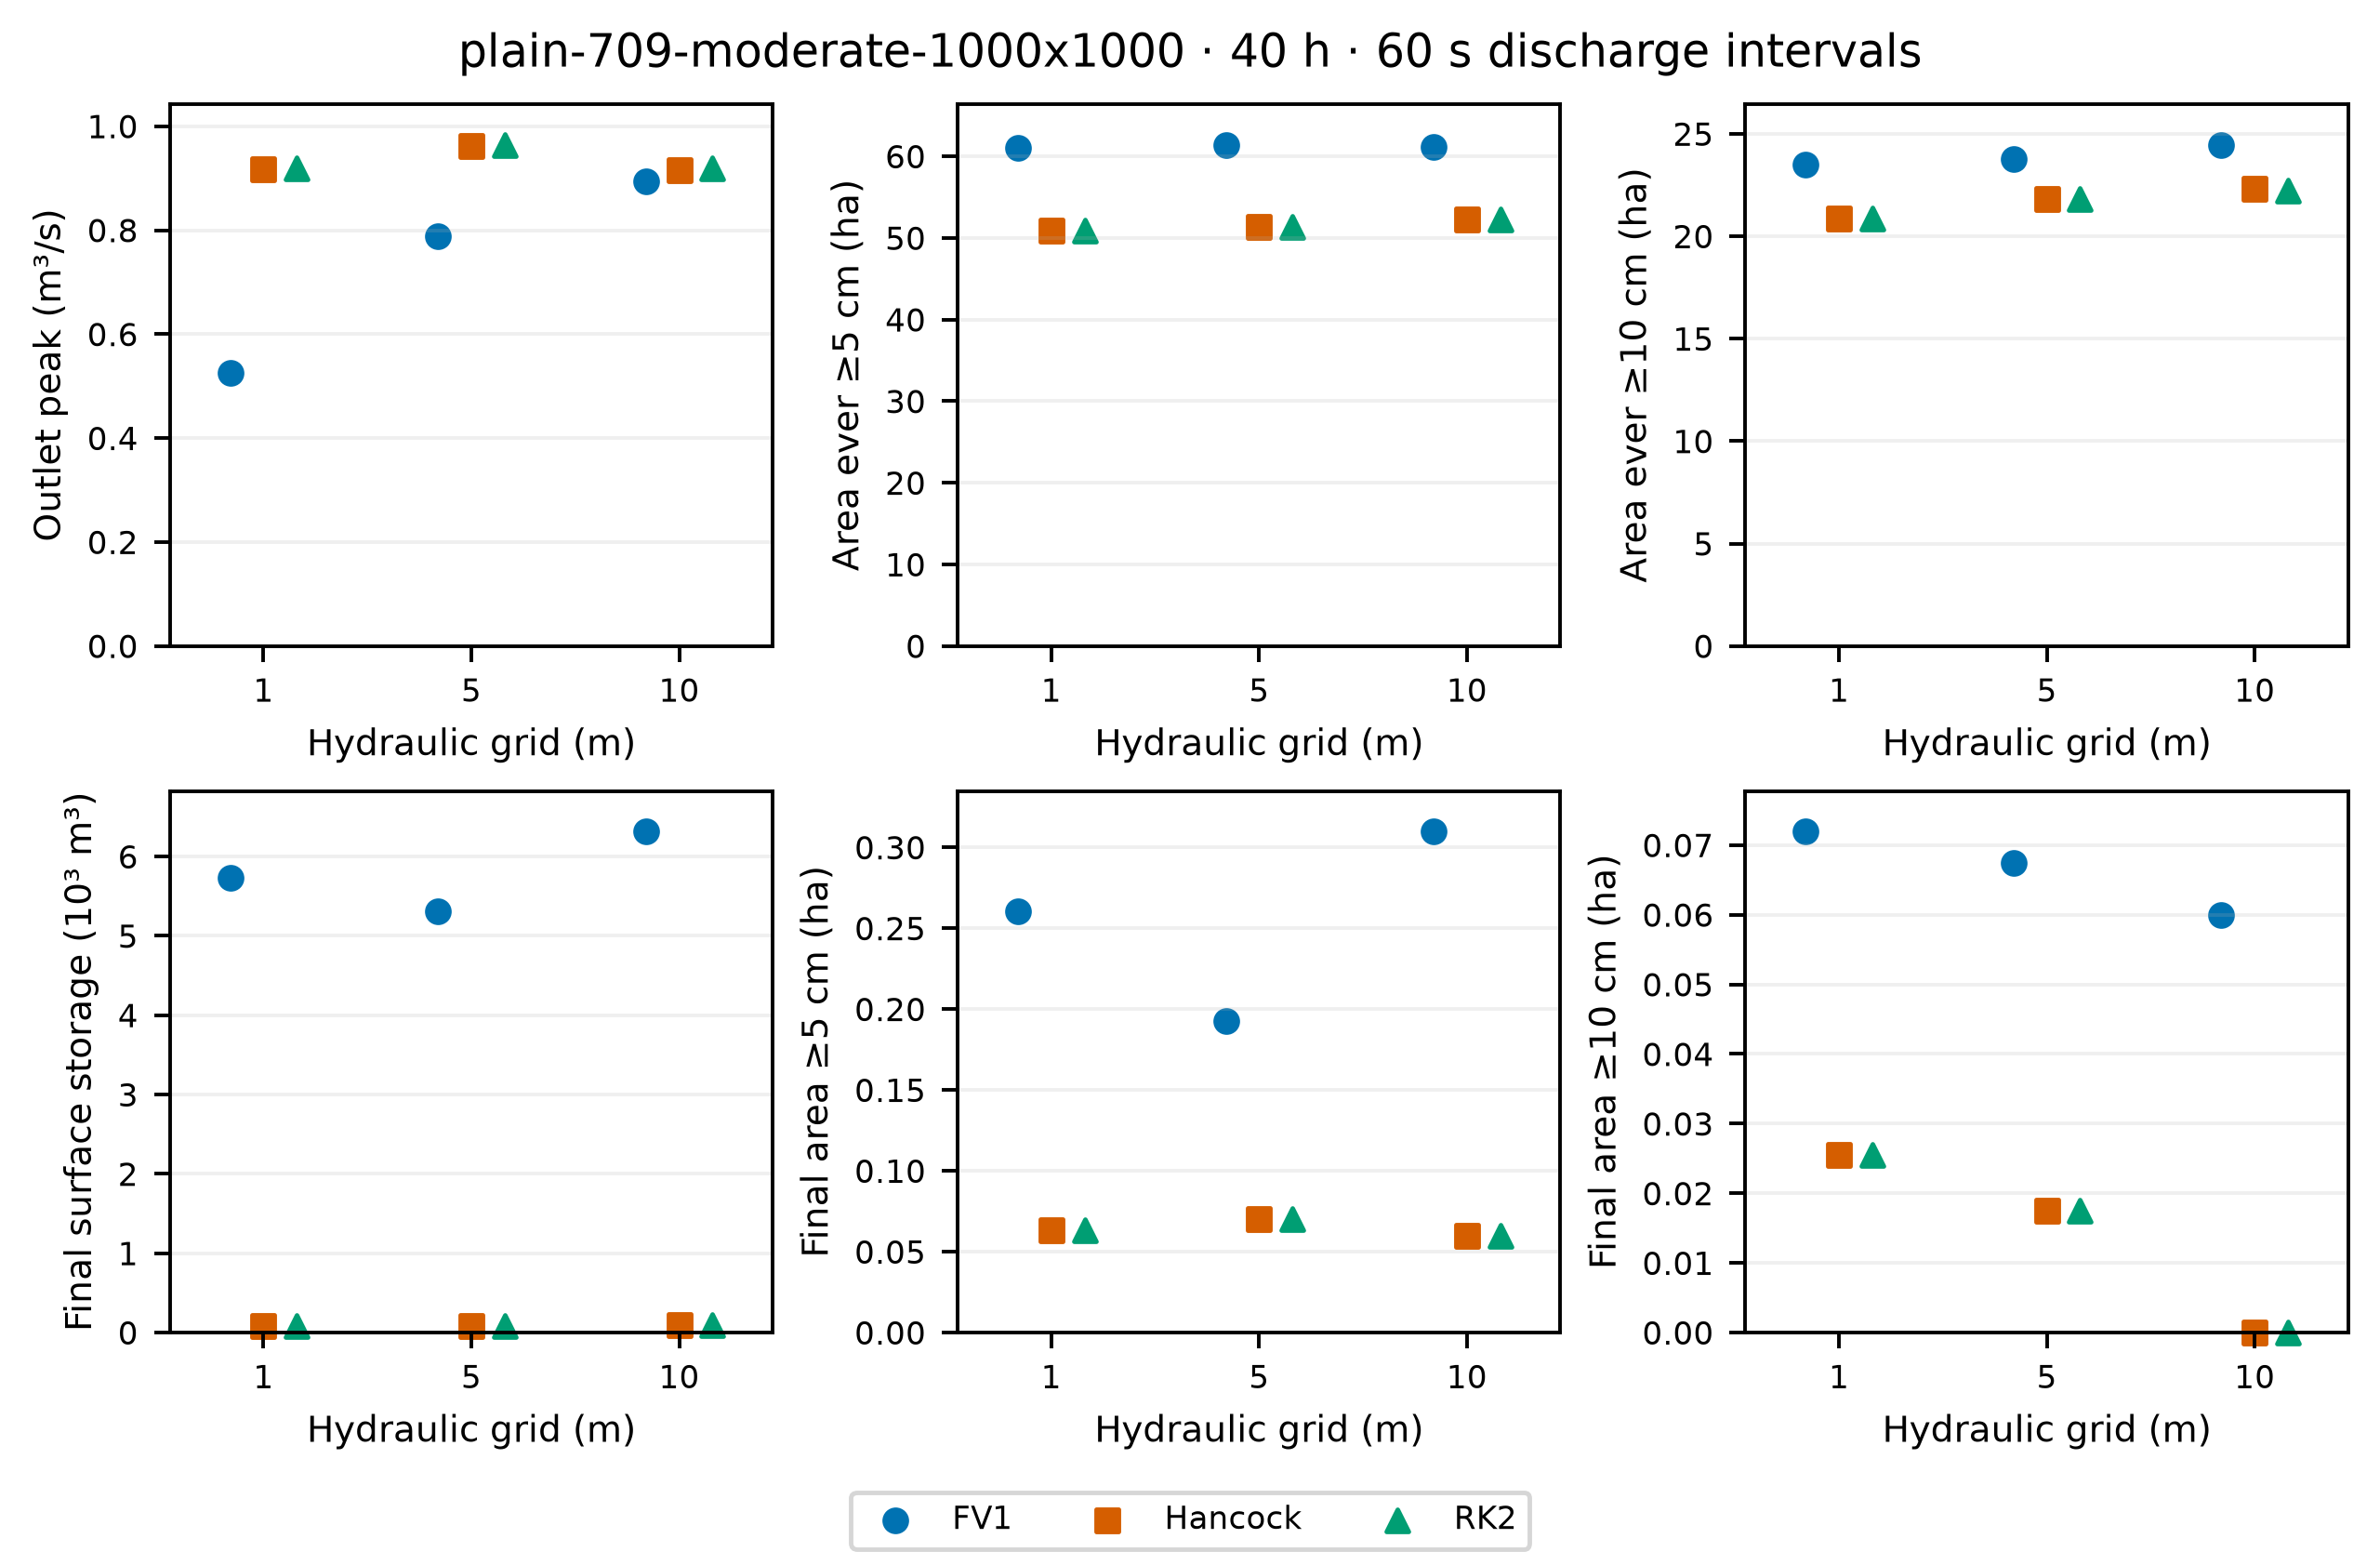 plain-709-moderate-1000x1000 · 40 h · 60 s discharge intervals
Outlet peak (m³/s)
1.0
0.8
0.6
0.4
0.2
0.0
1 5 10
Hydraulic grid (m)
Area ever ≥5 cm (ha)
60
50
40
30
20
10
0
1 5 10
Hydraulic grid (m)
Area ever ≥10 cm (ha)
25
20
15
10
5
0
1 5 10
Hydraulic grid (m)
Final surface storage (10³ m³)
6
5
4
3
2
1
0
1 5 10
Hydraulic grid (m)
Final area ≥5 cm (ha)
0.30
0.25
0.20
0.15
0.10
0.05
0.00
1 5 10
Hydraulic grid (m)
Final area ≥10 cm (ha)
0.07
0.06
0.05
0.04
0.03
0.02
0.01
0.00
1 5 10
Hydraulic grid (m)
FV1 Hancock RK2